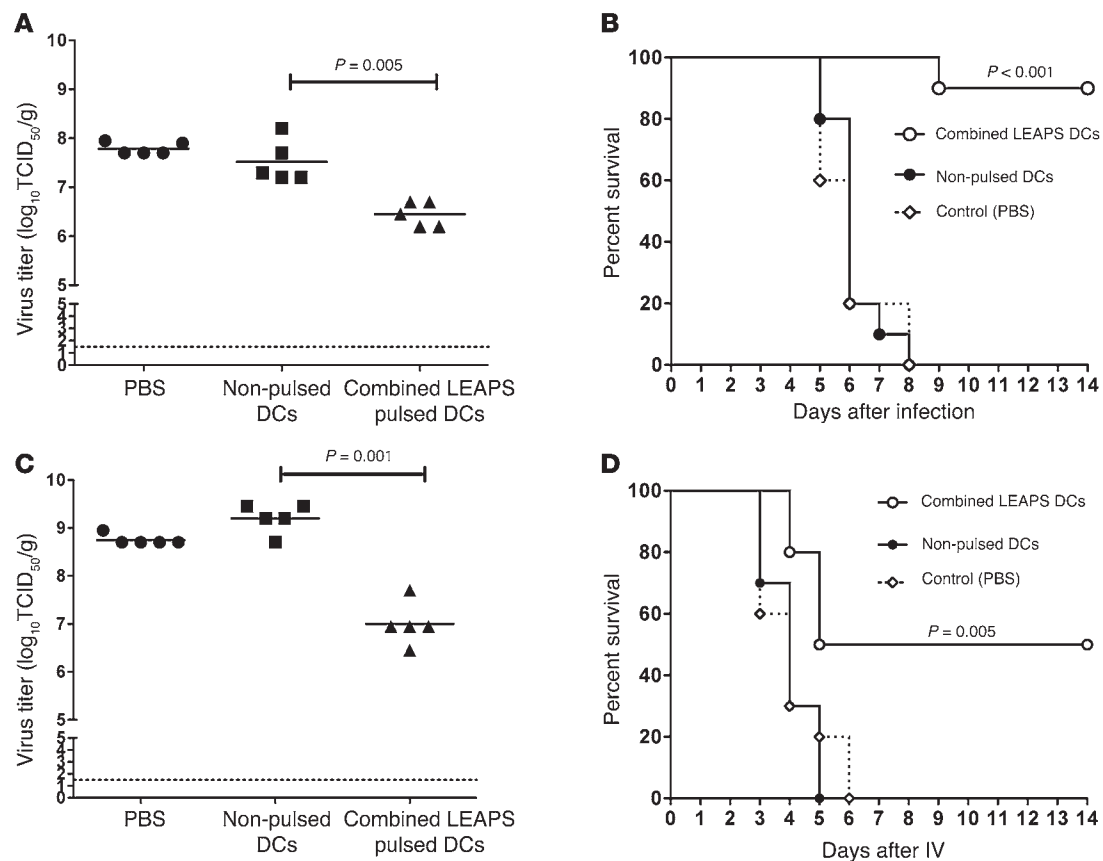 A
P = 0.005
Virus titer (log10TCID50/g)
10
9
8
7
6
5
5
4
3
2
1
0
PBS
Non-pulsed
DCs
Combined LEAPS
pulsed DCs
B
P < 0.001
Percent survival
100
80
60
40
20
0
Combined LEAPS DCs
Non-pulsed DCs
Control (PBS)
0 1 2 3 4 5 6 7 8 9 10 11 12 13 14
Days after infection
C
P = 0.001
Virus titer (log10TCID50/g)
10
9
8
7
6
5
5
4
3
2
1
0
PBS
Non-pulsed
DCs
Combined LEAPS
pulsed DCs
D
Percent survival
100
80
60
40
20
0
Combined LEAPS DCs
Non-pulsed DCs
Control (PBS)
P = 0.005
0 1 2 3 4 5 6 7 8 9 10 11 12 13 14
Days after IV